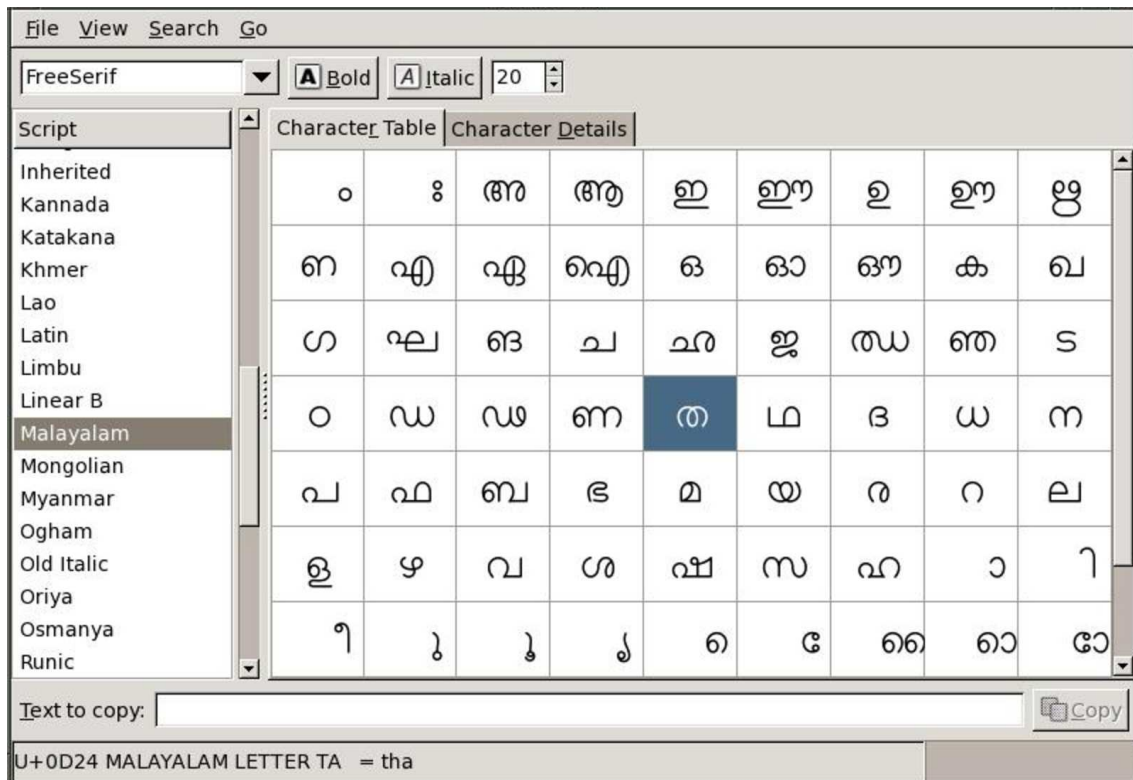 File View Search Go
FreeSerif A Bold A Italic 20
Script
Character Table Character Details
Inherited
Kannada
Katakana
Khmer
Lao
Latin
Limbu
Linear B
Malayalam
Mongolian
Myanmar
Ogham
Old Italic
Oriya
Osmanya
Runic
ം ഃ അ ആ ഇ ഈ ഉ ഊ ഋ
ഌ എ ഏ ഐ ഒ ഓ ഔ ക ഖ
ഗ ഘ ങ ച ഛ ജ ഝ ഞ ട
ഠ ഡ ഢ ണ ത ഥ ദ ധ ന
പ ഫ ബ ഭ മ യ ര റ ല
ള ഴ വ ശ ഷ സ ഹ ാ ി
ീ ു ൂ ൃ െ േ ൈ ൊ ോ
Text to copy: Copy
U+0D24 MALAYALAM LETTER TA = tha